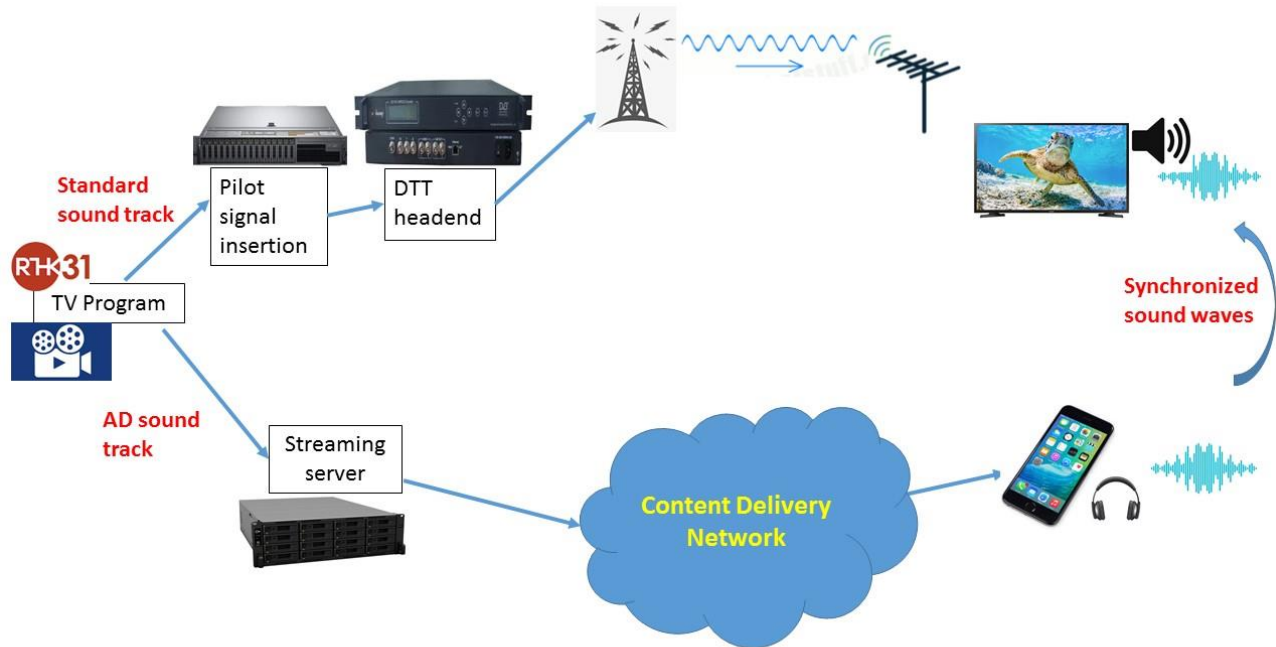 Standard
sound track
Pilot
signal
insertion
DTT
headend
RTHK31
TV Program
AD sound
track
Streaming
server
Content Delivery
Network
Synchronized
sound waves